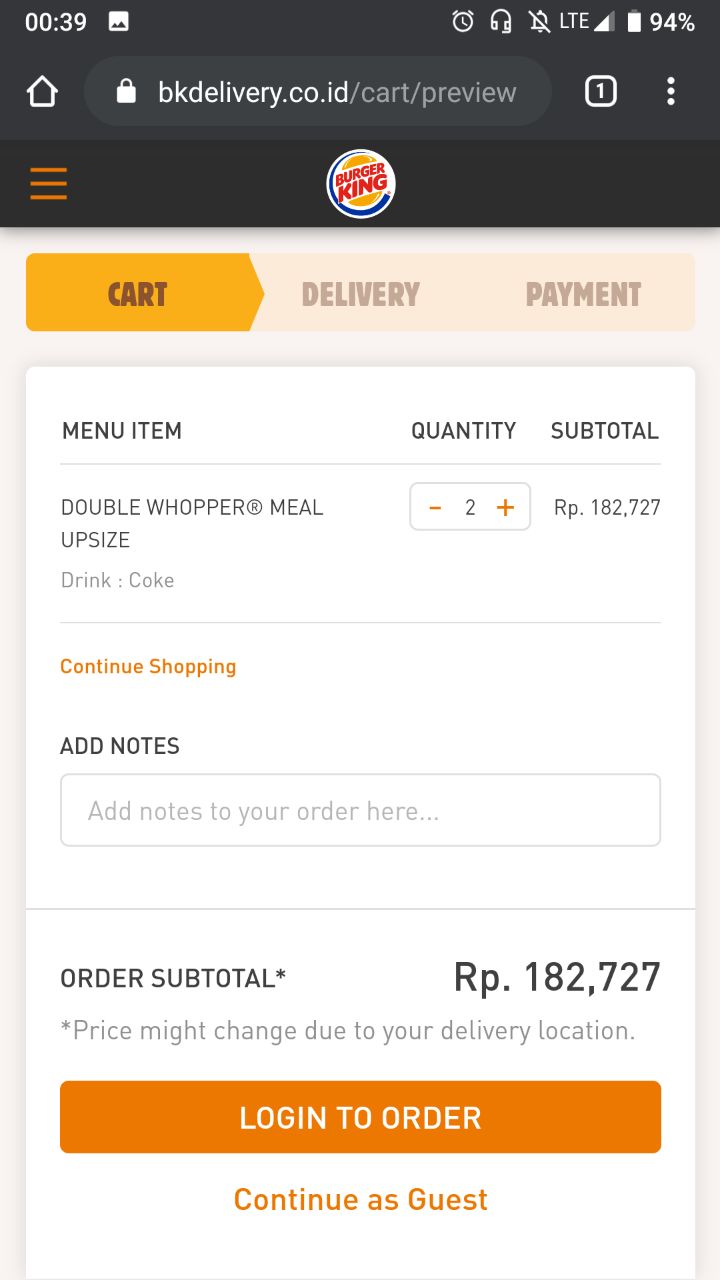 00:39 LTE 94%
bkdelivery.co.id/cart/preview 1
BURGER
KING
CART DELIVERY PAYMENT
MENU ITEM QUANTITY SUBTOTAL
DOUBLE WHOPPER® MEAL - 2 + Rp. 182,727
UPSIZE
Drink : Coke
Continue Shopping
ADD NOTES
Add notes to your order here...
ORDER SUBTOTAL* Rp. 182,727
*Price might change due to your delivery location.
LOGIN TO ORDER
Continue as Guest